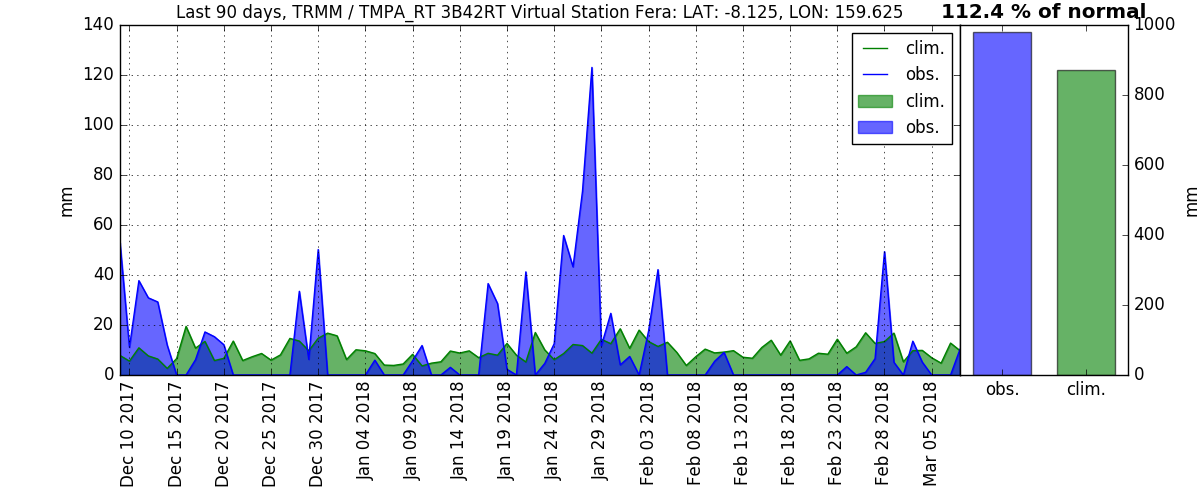 Last 90 days, TRMM / TMPA_RT 3B42RT Virtual Station Fera: LAT: -8.125, LON: 159.625
112.4 % of normal
140
120
100
80
60
40
20
0
mm
clim.
obs.
clim.
obs.
1000
800
600
400
200
0
mm
Dec 10 2017
Dec 15 2017
Dec 20 2017
Dec 25 2017
Dec 30 2017
Jan 04 2018
Jan 09 2018
Jan 14 2018
Jan 19 2018
Jan 24 2018
Jan 29 2018
Feb 03 2018
Feb 08 2018
Feb 13 2018
Feb 18 2018
Feb 23 2018
Feb 28 2018
Mar 05 2018
obs.
clim.